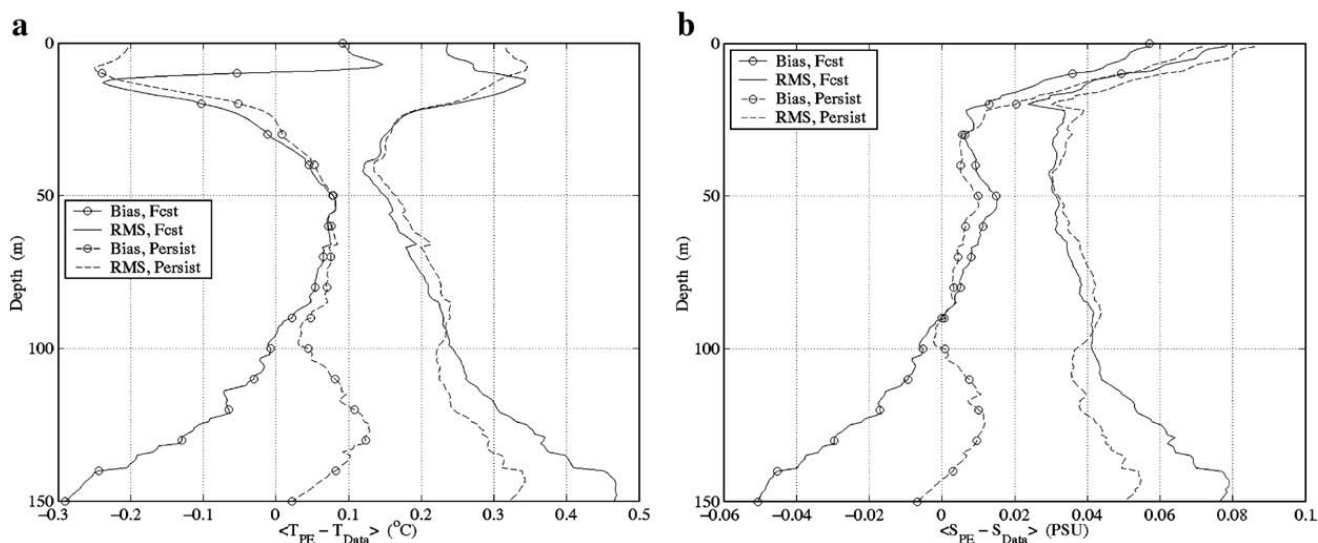 a
0
50
100
150
Depth (m)
Bias, Fcst
RMS, Fcst
Bias, Persist
RMS, Persist
−0.3 −0.2 −0.1 0 0.1 0.2 0.3 0.4 0.5
<T_PE − T_Data> (°C)
b
0
50
100
150
Depth (m)
Bias, Fcst
RMS, Fcst
Bias, Persist
RMS, Persist
−0.06 −0.04 −0.02 0 0.02 0.04 0.06 0.08 0.1
<S_PE − S_Data> (PSU)